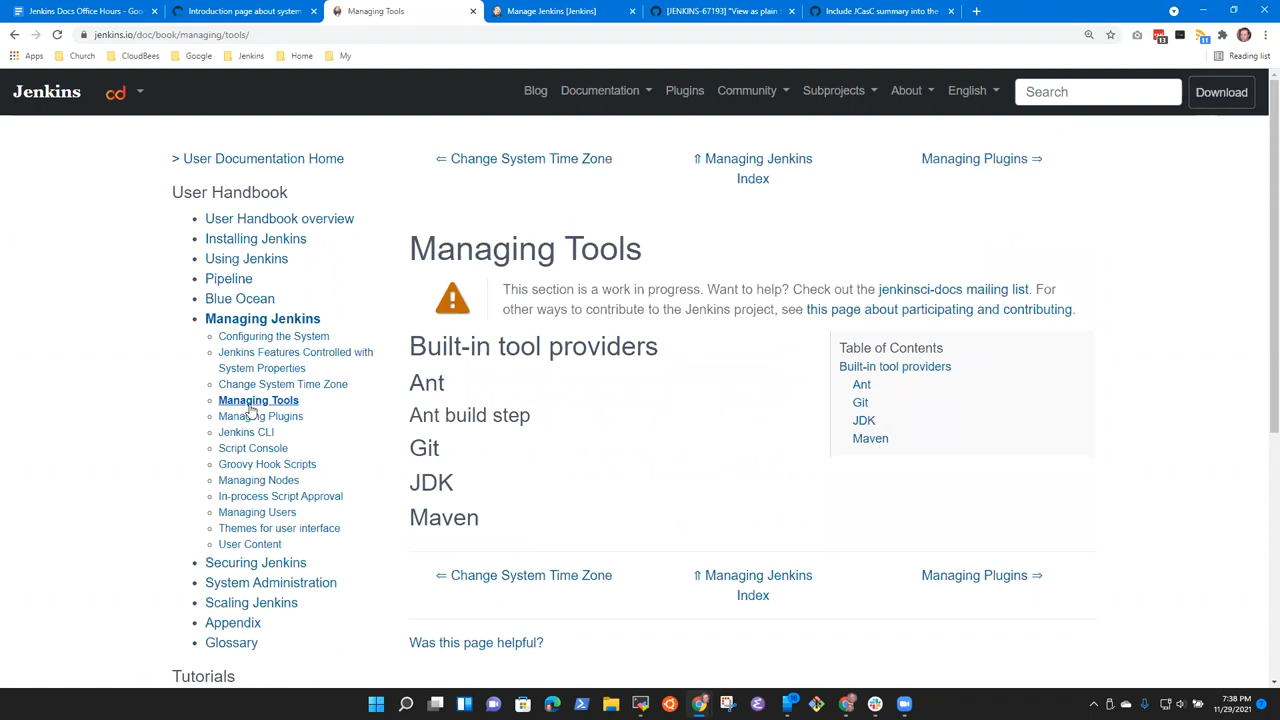 Jenkins Docs Office Hours - Goo
Introduction page about system
Managing Tools
Manage Jenkins [Jenkins]
[JENKINS-67193] "View as plain
Include JCasC summary into the
jenkins.io/doc/book/managing/tools/
Apps
Church
CloudBees
Google
Jenkins
Home
My
Reading list
Jenkins
cd
Blog
Documentation
Plugins
Community
Subprojects
About
English
Search
Download
> User Documentation Home
⇐ Change System Time Zone
⇑ Managing Jenkins
Index
Managing Plugins ⇒
User Handbook
User Handbook overview
Installing Jenkins
Using Jenkins
Pipeline
Blue Ocean
Managing Jenkins
Configuring the System
Jenkins Features Controlled with
System Properties
Change System Time Zone
Managing Tools
Managing Plugins
Jenkins CLI
Script Console
Groovy Hook Scripts
Managing Nodes
In-process Script Approval
Managing Users
Themes for user interface
User Content
Securing Jenkins
System Administration
Scaling Jenkins
Appendix
Glossary
Tutorials
Managing Tools
This section is a work in progress. Want to help? Check out the jenkinsci-docs mailing list. For
other ways to contribute to the Jenkins project, see this page about participating and contributing.
Built-in tool providers
Ant
Ant build step
Git
JDK
Maven
Table of Contents
Built-in tool providers
Ant
Git
JDK
Maven
⇐ Change System Time Zone
⇑ Managing Jenkins
Index
Managing Plugins ⇒
Was this page helpful?
7:38 PM
11/29/2021